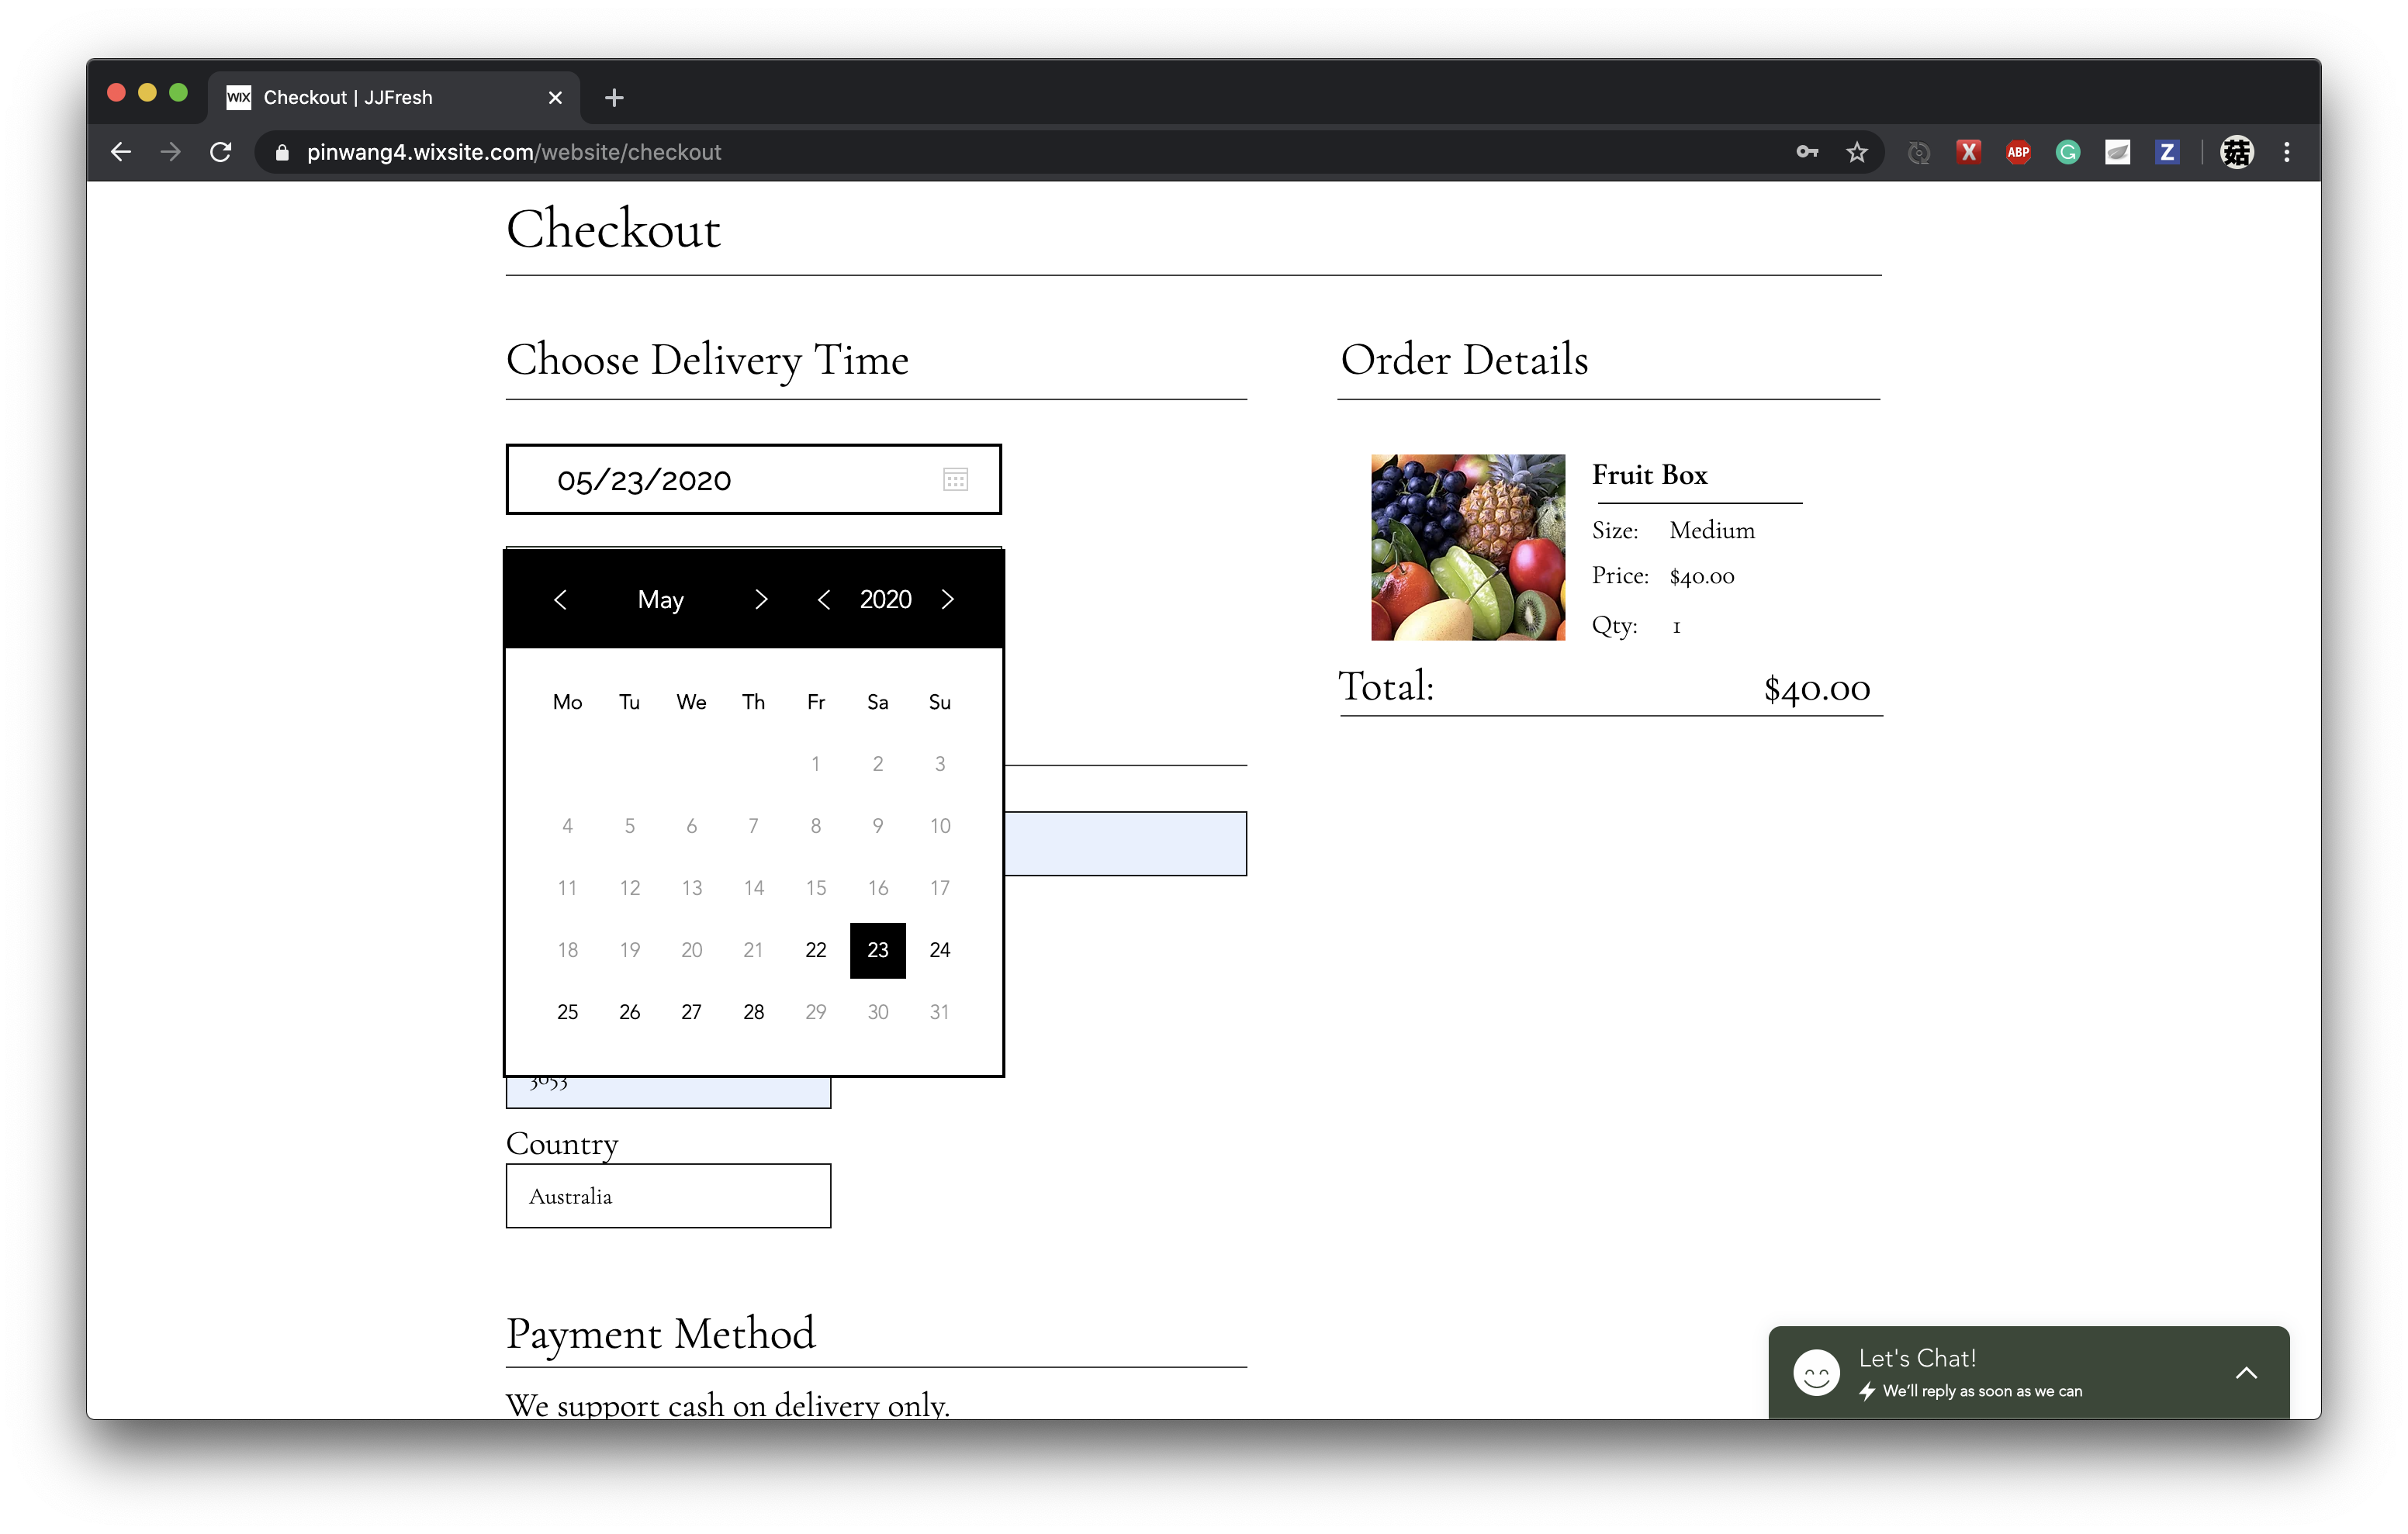 WIX Checkout | JJFresh
pinwang4.wixsite.com/website/checkout
X ABP G Z 菇
Checkout
Choose Delivery Time
05/23/2020
May 2020
Mo Tu We Th Fr Sa Su
1 2 3
4 5 6 7 8 9 10
11 12 13 14 15 16 17
18 19 20 21 22 23 24
25 26 27 28 29 30 31
3053
Country
Australia
Payment Method
We support cash on delivery only.
Order Details
Fruit Box
Size: Medium
Price: $40.00
Qty: 1
Total: $40.00
Let's Chat!
We'll reply as soon as we can